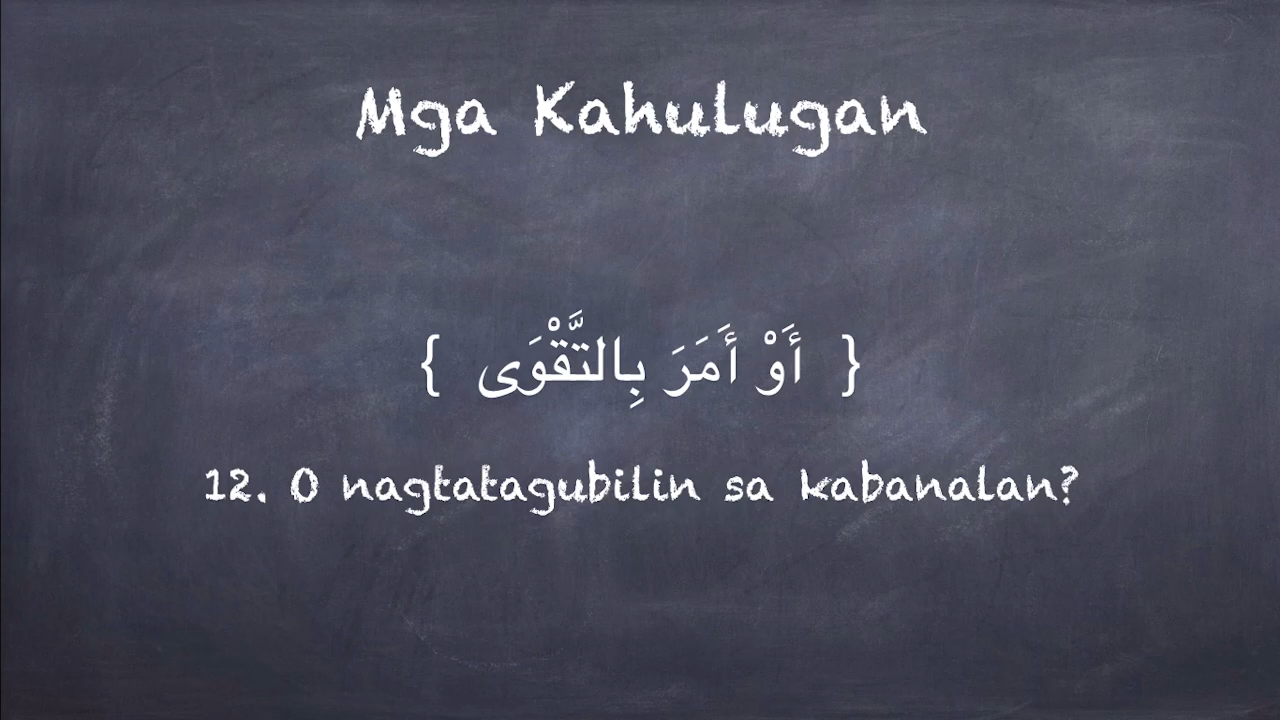 Mga Kahulugan
{ أَوْ أَمَرَ بِالتَّقْوَى }
12. O nagtatagubilin sa kabanalan?